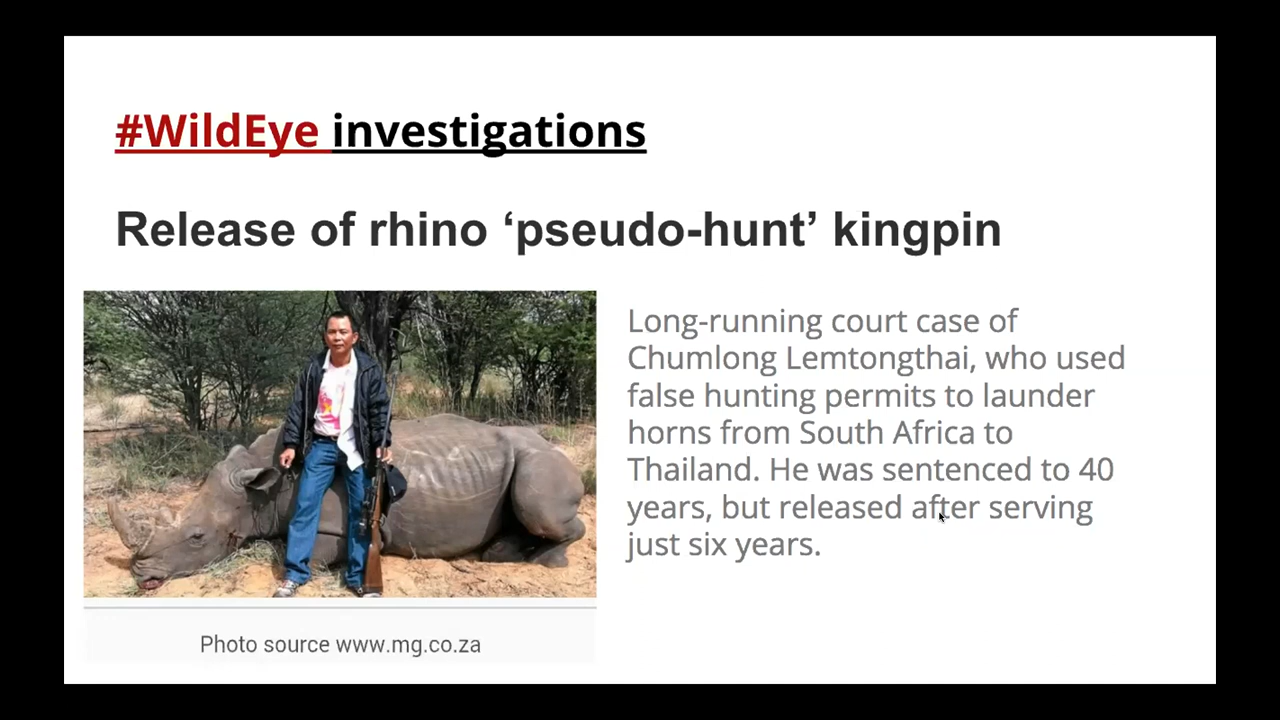 #WildEye investigations
Release of rhino ‘pseudo-hunt’ kingpin
Long-running court case of
Chumlong Lemtongthai, who used
false hunting permits to launder
horns from South Africa to
Thailand. He was sentenced to 40
years, but released after serving
just six years.
Photo source www.mg.co.za